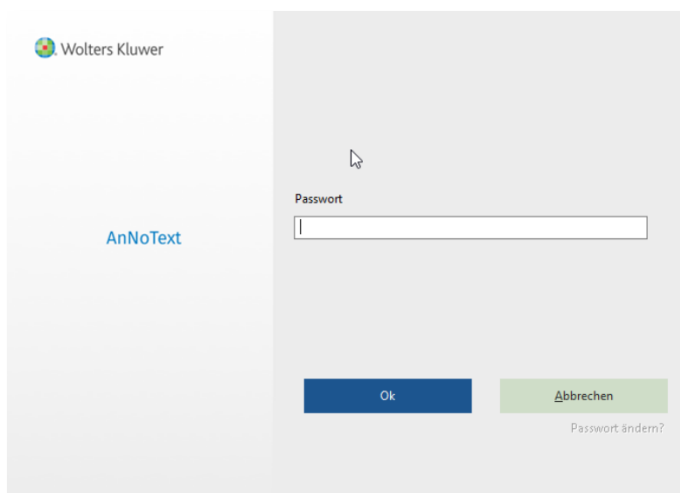 Wolters Kluwer
AnNoText
Passwort
Ok
Abbrechen
Passwort ändern?